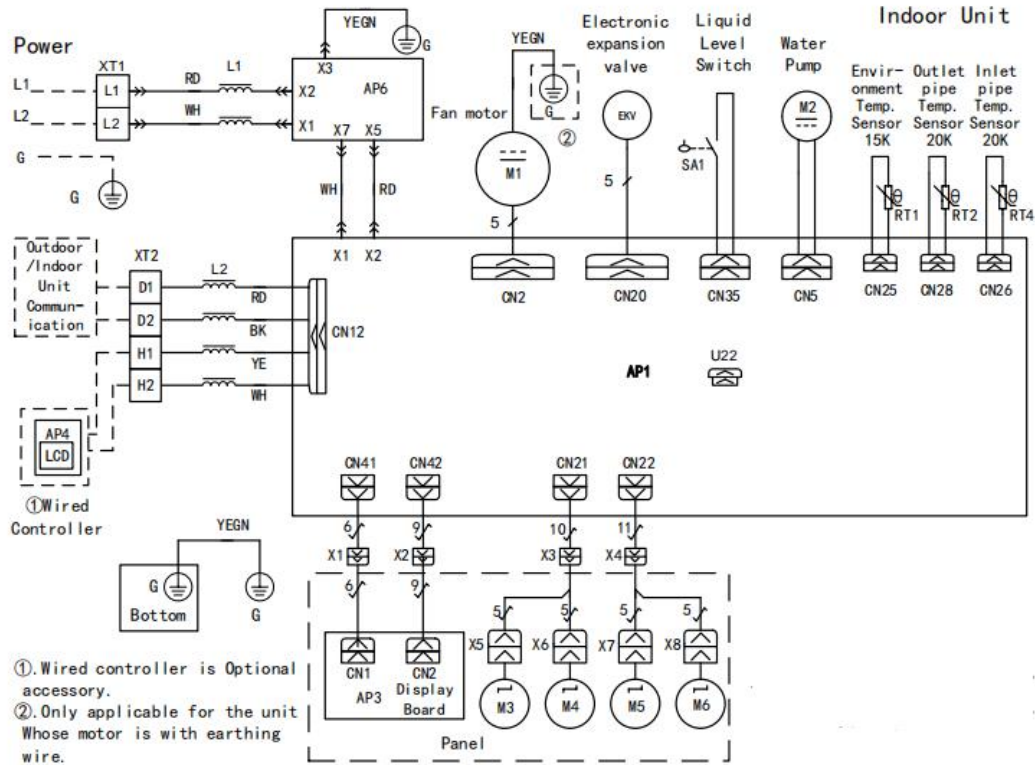 Indoor Unit
Power
YEGN
G
X3
XT1
RD
L1
L1
L1
X2
AP6
L2
L2
WH
X1
X7
X5
G
G
WH
RD
X1
X2
Fan motor
YEGN
G
②
M1
5
CN2
Electronic
expansion
valve
EKV
5
CN20
Liquid
Level
Switch
SA1
CN35
Water
Pump
M2
CN5
Envir-
onment
Temp.
Sensor
15K
RT1
θ
CN25
Outlet
pipe
Temp.
Sensor
20K
RT2
θ
CN28
Inlet
pipe
Temp.
Sensor
20K
RT4
θ
CN26
Outdoor
/Indoor
Unit
Commun-
ication
XT2
L2
D1
RD
D2
BK
H1
YE
H2
WH
CN12
AP1
U22
AP4
LCD
①Wired
Controller
CN41
CN42
CN21
CN22
6
9
10
11
X1
X2
X3
X4
6
9
5
5
5
5
X5
X6
X7
X8
CN1
CN2
AP3
Display
Board
M3
M4
M5
M6
Panel
YEGN
G
Bottom
G
①.Wired controller is Optional
accessory.
②.Only applicable for the unit
Whose motor is with earthing
wire.